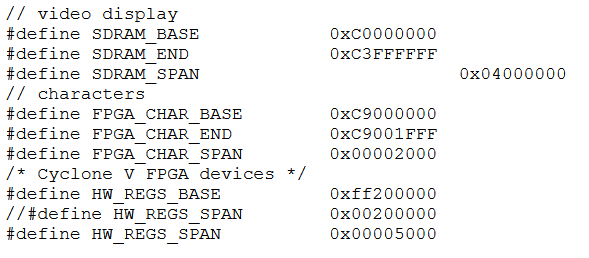 // video display
#define SDRAM_BASE            0xC0000000
#define SDRAM_END             0xC3FFFFFF
#define SDRAM_SPAN                        0x04000000
// characters
#define FPGA_CHAR_BASE        0xC9000000
#define FPGA_CHAR_END         0xC9001FFF
#define FPGA_CHAR_SPAN        0x00002000
/* Cyclone V FPGA devices */
#define HW_REGS_BASE          0xff200000
//#define HW_REGS_SPAN        0x00200000
#define HW_REGS_SPAN          0x00005000